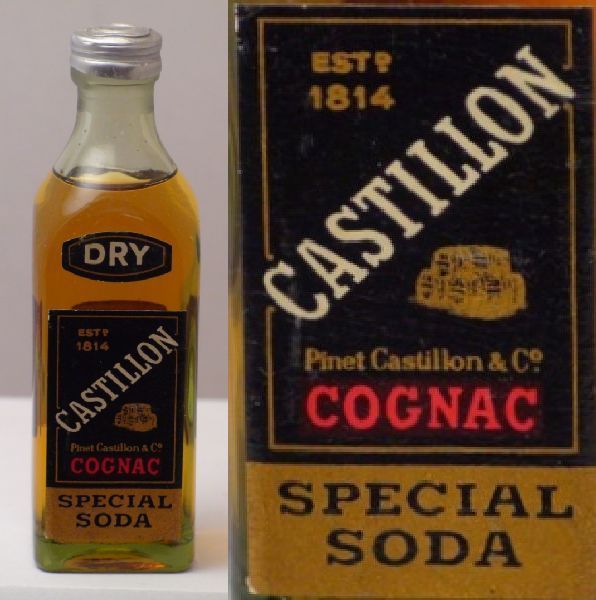 DRY
ESTº
1814
CASTILLON
Pinet Castillon & Cº
COGNAC
SPECIAL
SODA
ESTº
1814
CASTILLON
Pinet Castillon & Cº
COGNAC
SPECIAL
SODA